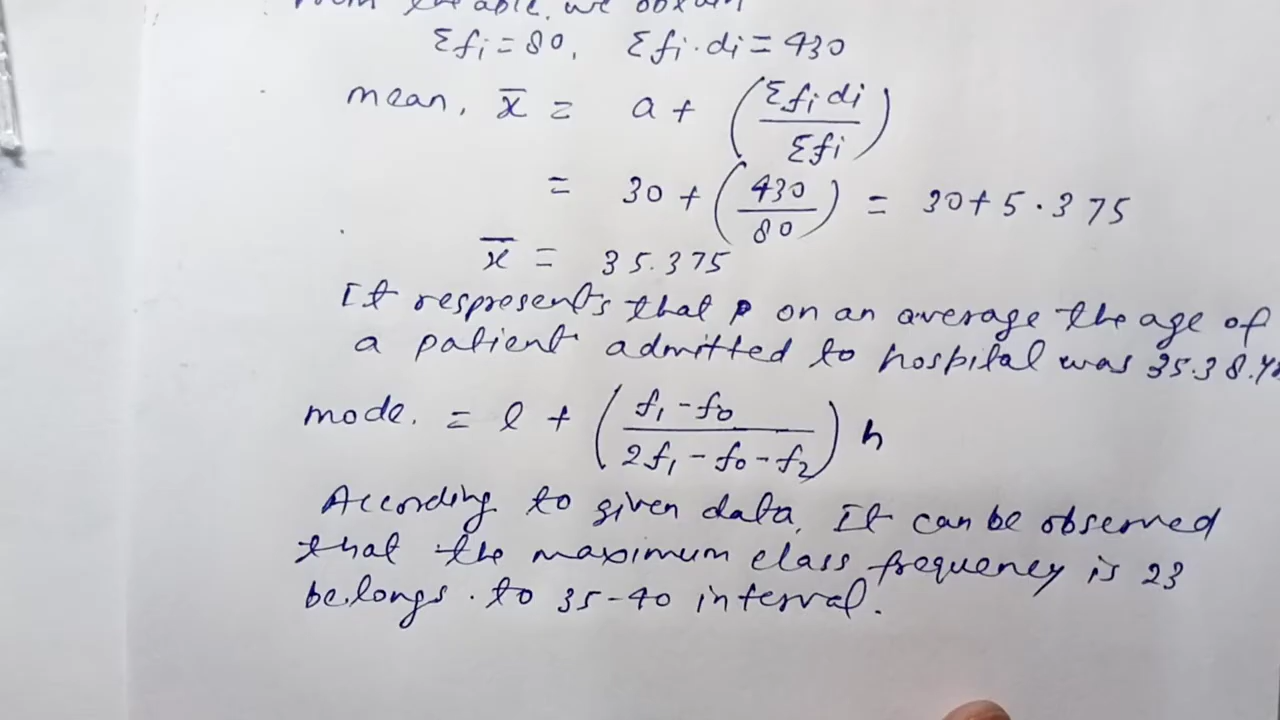 we obtain
Σfi = 80, Σfi·di = 430
mean, x̄ = a + (Σfidi / Σfi)
= 30 + (430 / 80) = 30 + 5.375
x̄ = 35.375
It respresents that on an average the age of
a patient admitted to hospital was 35.38
mode. = l + (f1 - f0 / 2f1 - f0 - f2) h
According to given data, It can be observed
that the maximum class frequency is 23
belongs. to 35-40 interval.